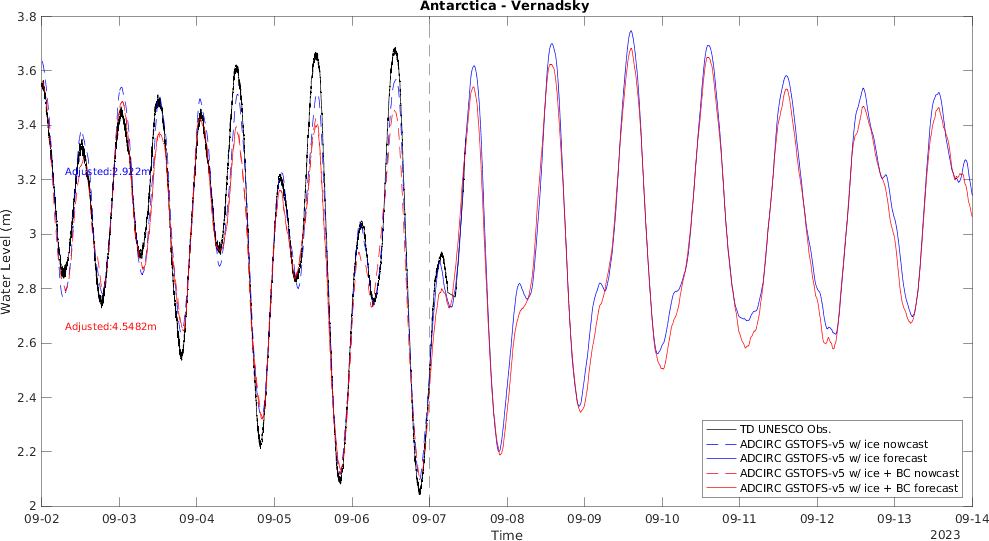 Antarctica - Vernadsky
3.8
3.6
3.4
3.2
3
2.8
2.6
2.4
2.2
2
Water Level (m)
Adjusted:2.922m
Adjusted:4.5482m
TD UNESCO Obs.
ADCIRC GSTOFS-v5 w/ ice nowcast
ADCIRC GSTOFS-v5 w/ ice forecast
ADCIRC GSTOFS-v5 w/ ice + BC nowcast
ADCIRC GSTOFS-v5 w/ ice + BC forecast
09-02 09-03 09-04 09-05 09-06 09-07 09-08 09-09 09-10 09-11 09-12 09-13 09-14
Time
2023